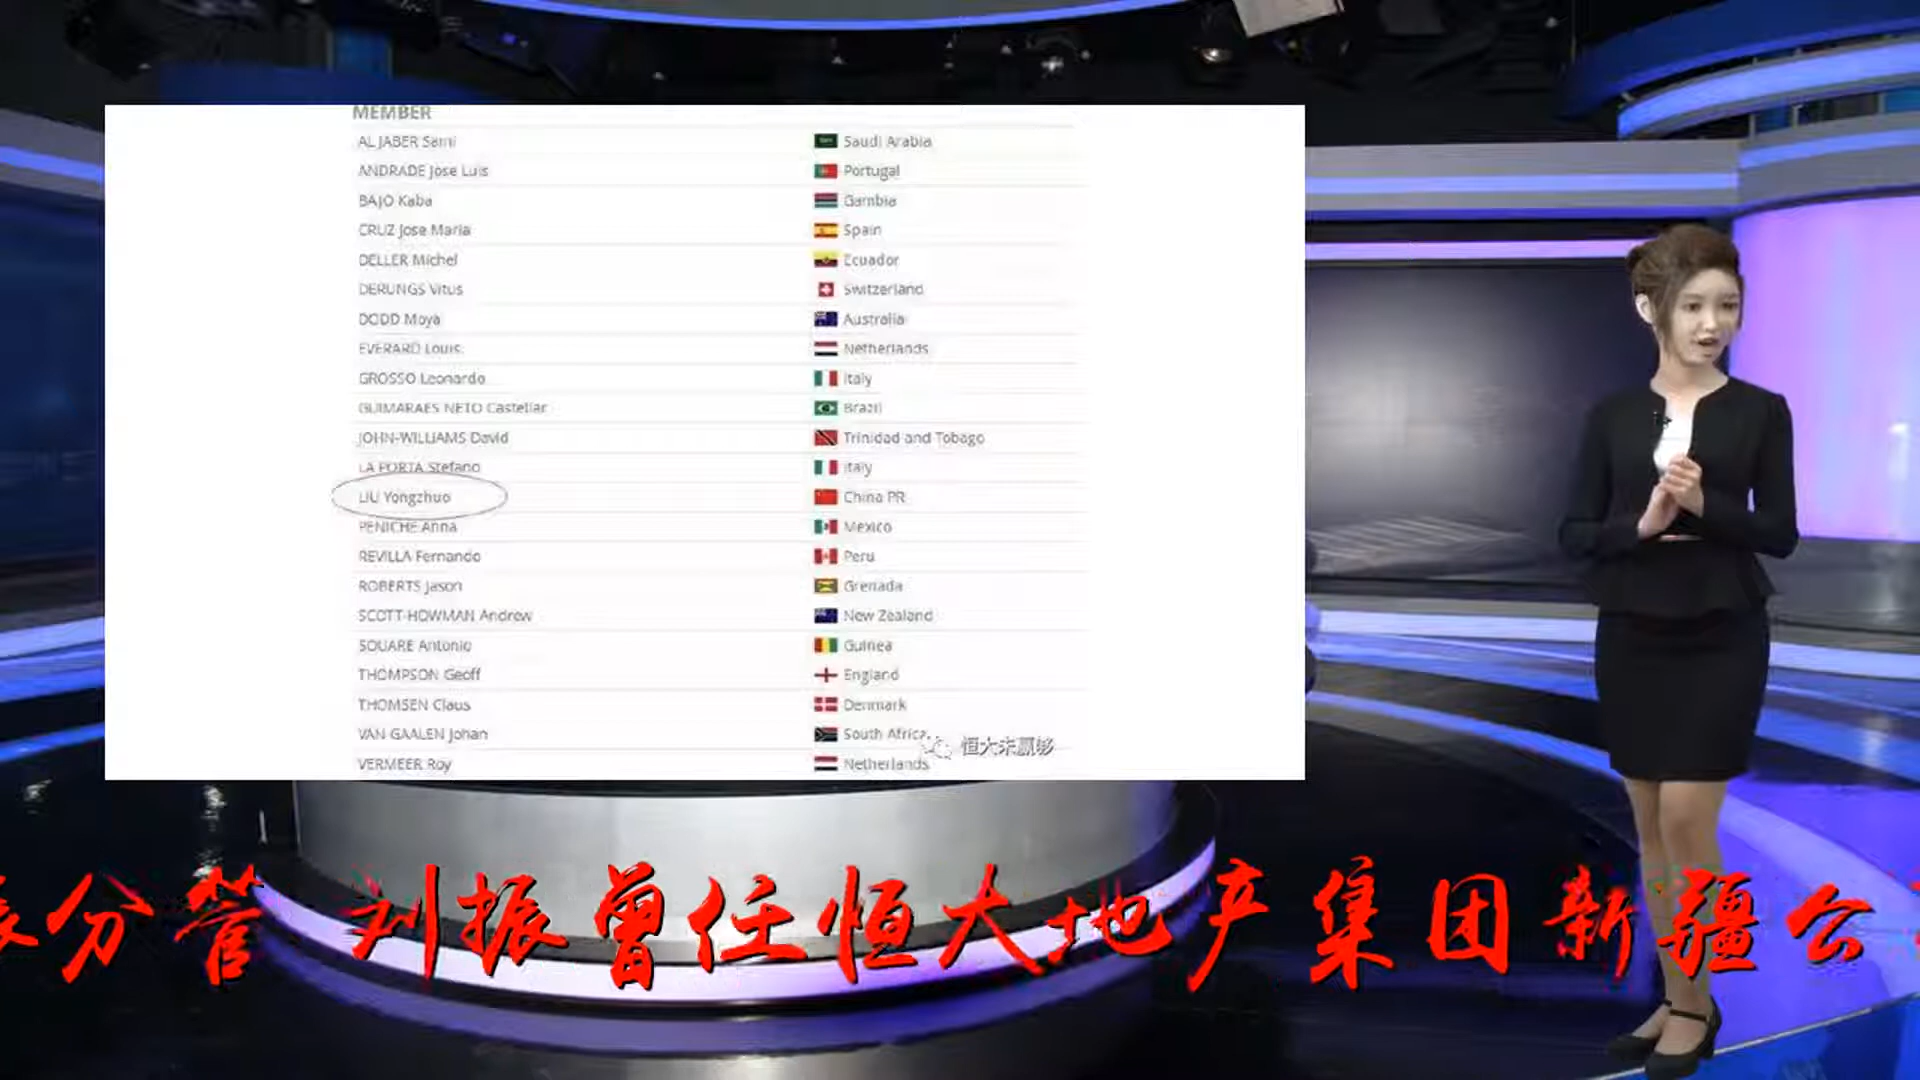 MEMBER
AL JABER Sami Saudi Arabia
ANDRADE Jose Luis Portugal
BAJO Kaba Gambia
CRUZ Jose Maria Spain
DELLER Michel Ecuador
DERUNGS Vitus Switzerland
DODD Moya Australia
EVERARD Louis Netherlands
GROSSO Leonardo Italy
GUIMARAES NETO Castellar Brazil
JOHN-WILLIAMS David Trinidad and Tobago
LA PORTA Stefano Italy
LIU Yongzhuo China PR
PENICHE Anna Mexico
REVILLA Fernando Peru
ROBERTS Jason Grenada
SCOTT-HOWMAN Andrew New Zealand
SOUARE Antonio Guinea
THOMPSON Geoff England
THOMSEN Claus Denmark
VAN GAALEN Johan South Africa
恒大未赢够
VERMEER Roy Netherlands
分管 刘振曾任恒大地产集团新疆公